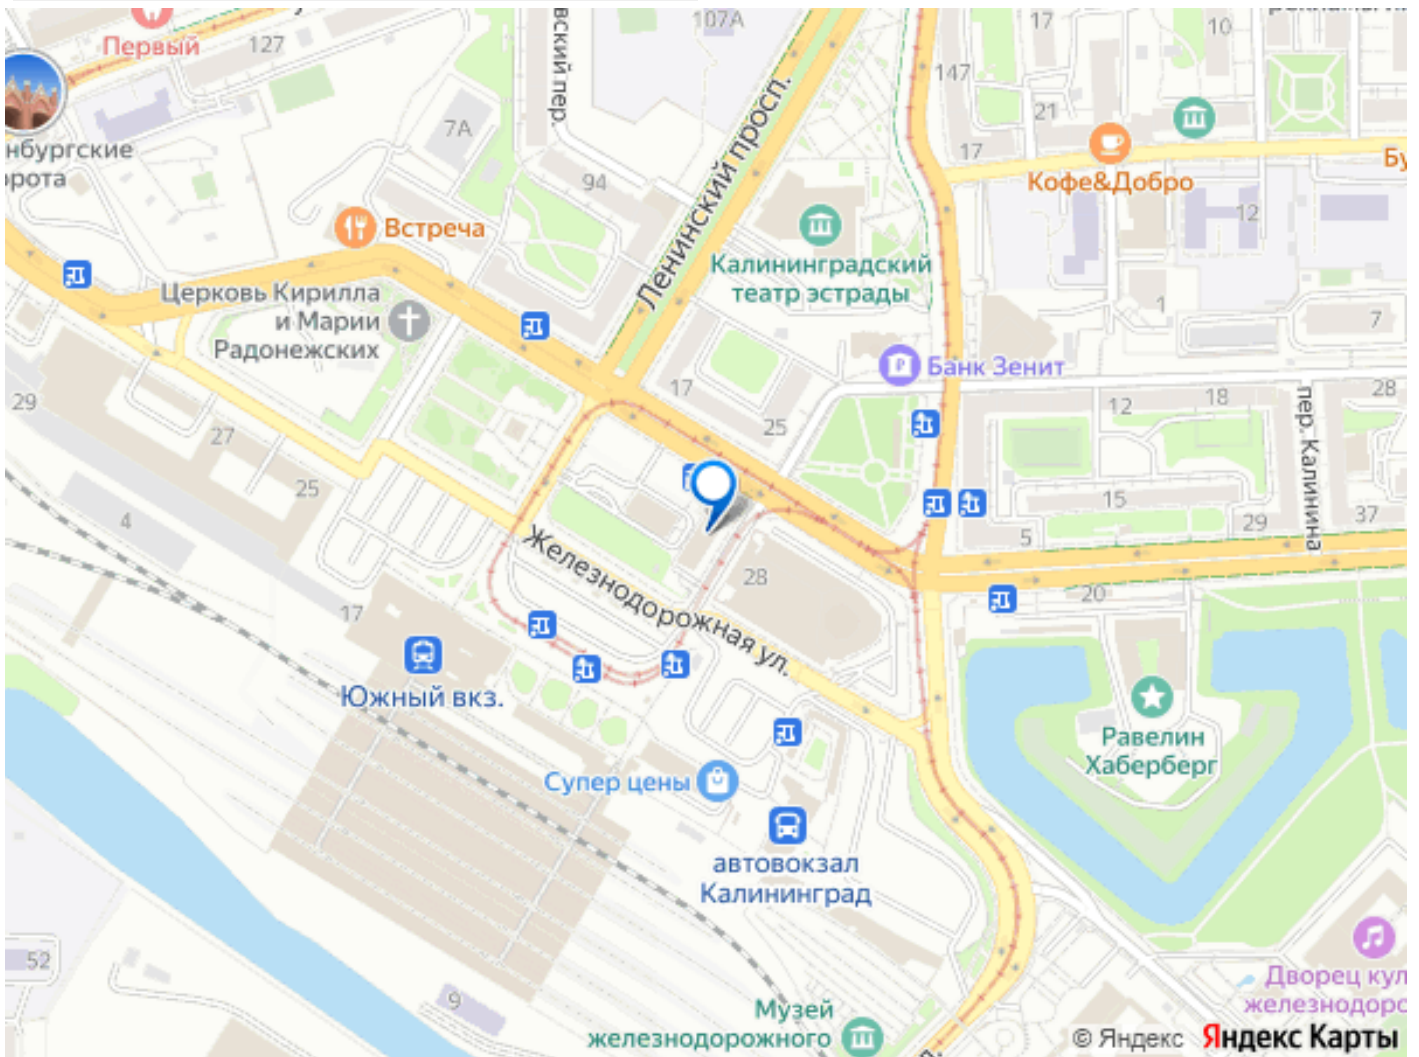 107А
17
10
Первый
127
147
21
вский пер.
7А
17
нбургские
рота
Кофе&Добро
94
12
Встреча
Ленинский просп.
Калининградский
театр эстрады
Церковь Кирилла
и Марии
Радонежских
1
7
Банк Зенит
17
29
12
18
28
27
25
пер. Калинина
25
15
4
29
37
5
Железнодорожная ул.
28
20
17
Южный вкз.
Равелин
Хаберберг
Супер цены
автовокзал
Калининград
52
9
Дворец кул
железнодоро
Музей
железнодорожного
© Яндекс Яндекс Карты